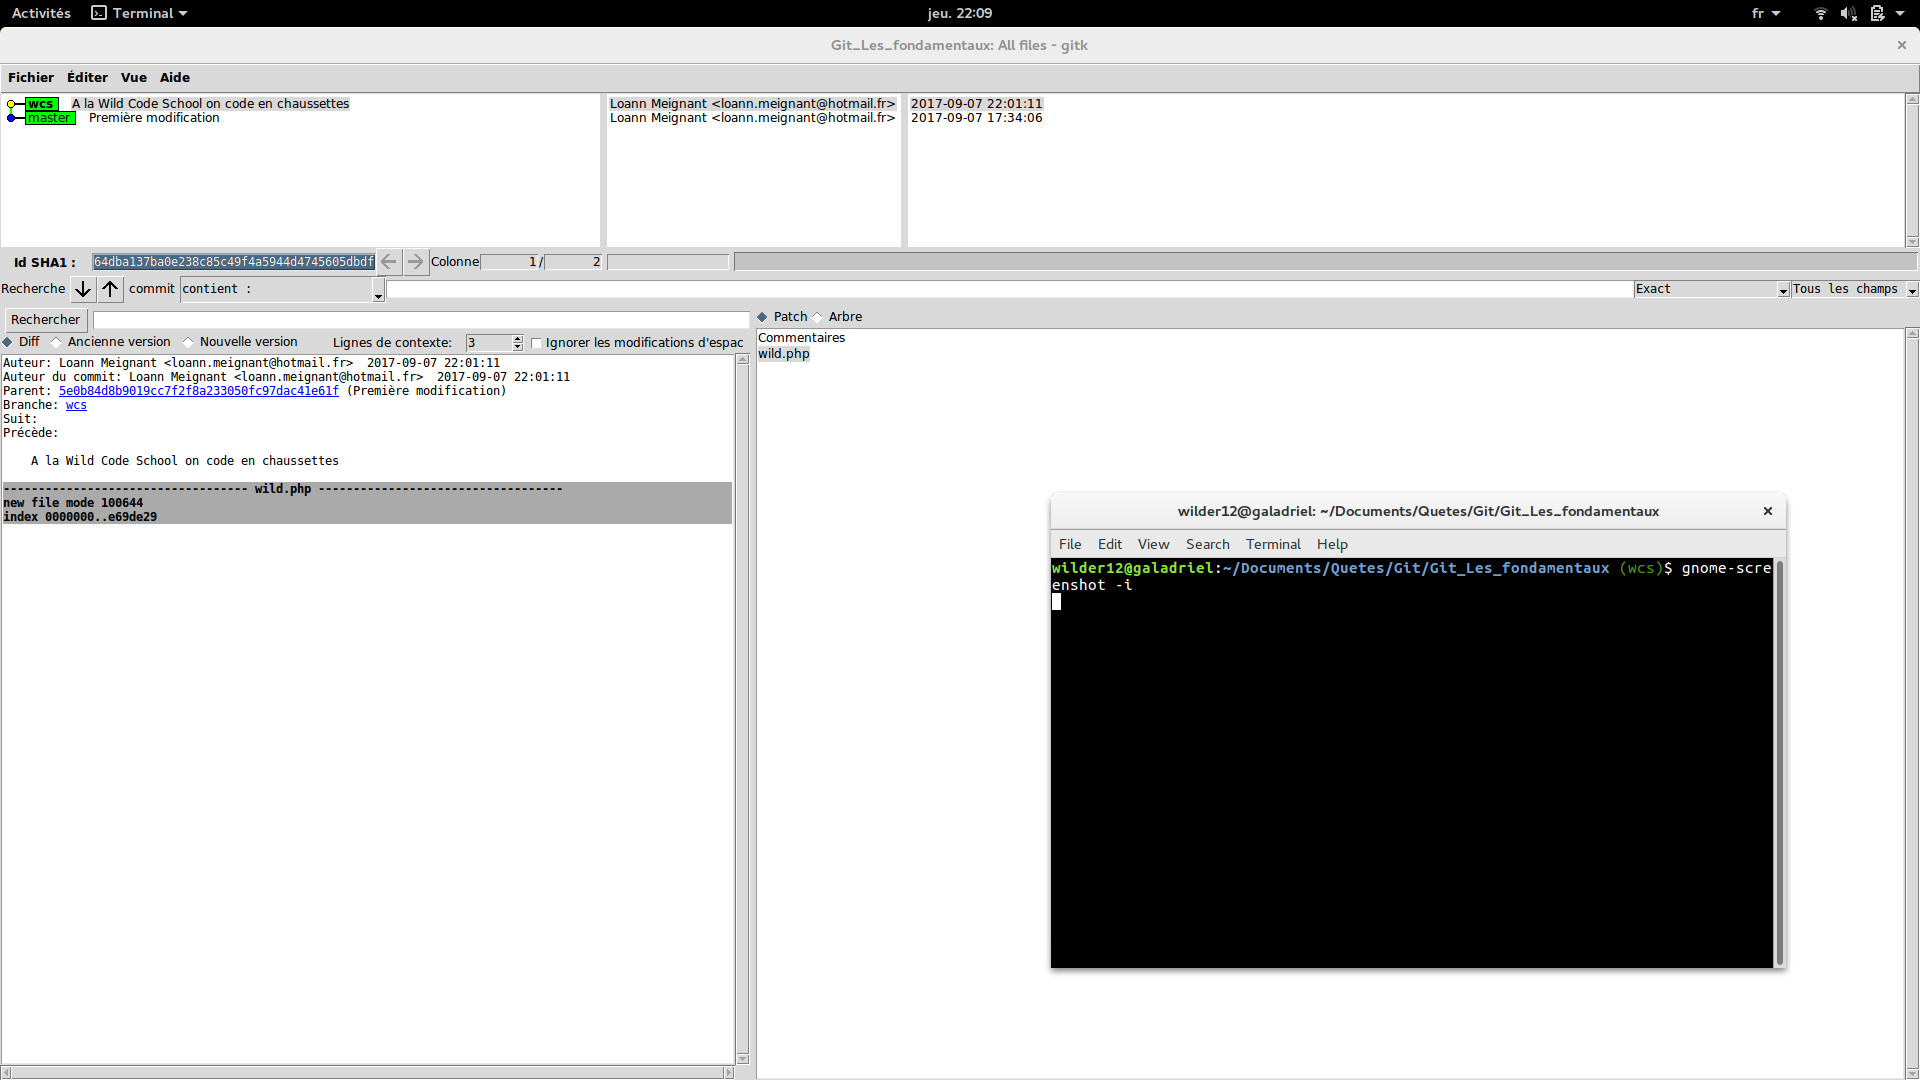 Activités Terminal jeu. 22:09 fr
Git_Les_fondamentaux: All files - gitk
Fichier Éditer Vue Aide
wcs A la Wild Code School on code en chaussettes Loann Meignant <loann.meignant@hotmail.fr> 2017-09-07 22:01:11
master Première modification Loann Meignant <loann.meignant@hotmail.fr> 2017-09-07 17:34:06
Id SHA1 : 64dba137ba0e238c85c49f4a5944d4745605dbdf Colonne 1 / 2
Recherche commit contient : Exact Tous les champs
Rechercher
Diff Ancienne version Nouvelle version Lignes de contexte: 3 Ignorer les modifications d'espac
Auteur: Loann Meignant <loann.meignant@hotmail.fr> 2017-09-07 22:01:11
Auteur du commit: Loann Meignant <loann.meignant@hotmail.fr> 2017-09-07 22:01:11
Parent: 5e0b84d8b9019cc7f2f8a233050fc97dac41e61f (Première modification)
Branche: wcs
Suit:
Précède:
A la Wild Code School on code en chaussettes
----------------------------------- wild.php -----------------------------------
new file mode 100644
index 0000000..e69de29
Patch Arbre
Commentaires
wild.php
wilder12@galadriel: ~/Documents/Quetes/Git/Git_Les_fondamentaux
File Edit View Search Terminal Help
wilder12@galadriel:~/Documents/Quetes/Git/Git_Les_fondamentaux (wcs)$ gnome-scre
enshot -i